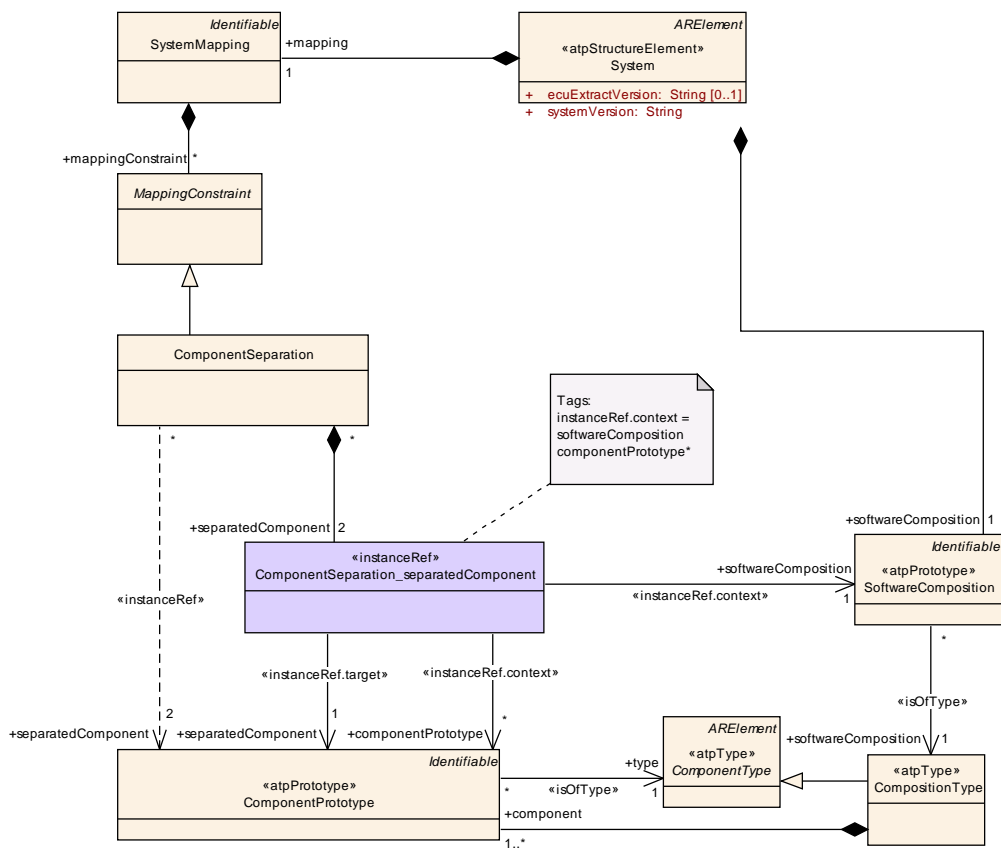 Identifiable
SystemMapping
+mapping
1
ARElement
«atpStructureElement»
System
+ ecuExtractVersion: String [0..1]
+ systemVersion: String
+mappingConstraint *
MappingConstraint
ComponentSeparation
*
*
Tags:
instanceRef.context =
softwareComposition
componentPrototype*
+separatedComponent 2
+softwareComposition 1
«instanceRef»
ComponentSeparation_separatedComponent
+softwareComposition
«instanceRef.context»
1
Identifiable
«atpPrototype»
SoftwareComposition
*
«instanceRef»
«instanceRef.target»
«instanceRef.context»
«isOfType»
2
+separatedComponent
1
+separatedComponent
*
+componentPrototype
+softwareComposition 1
Identifiable
«atpPrototype»
ComponentPrototype
+type
*
«isOfType»
1
ARElement
«atpType»
ComponentType
«atpType»
CompositionType
+component
1..*